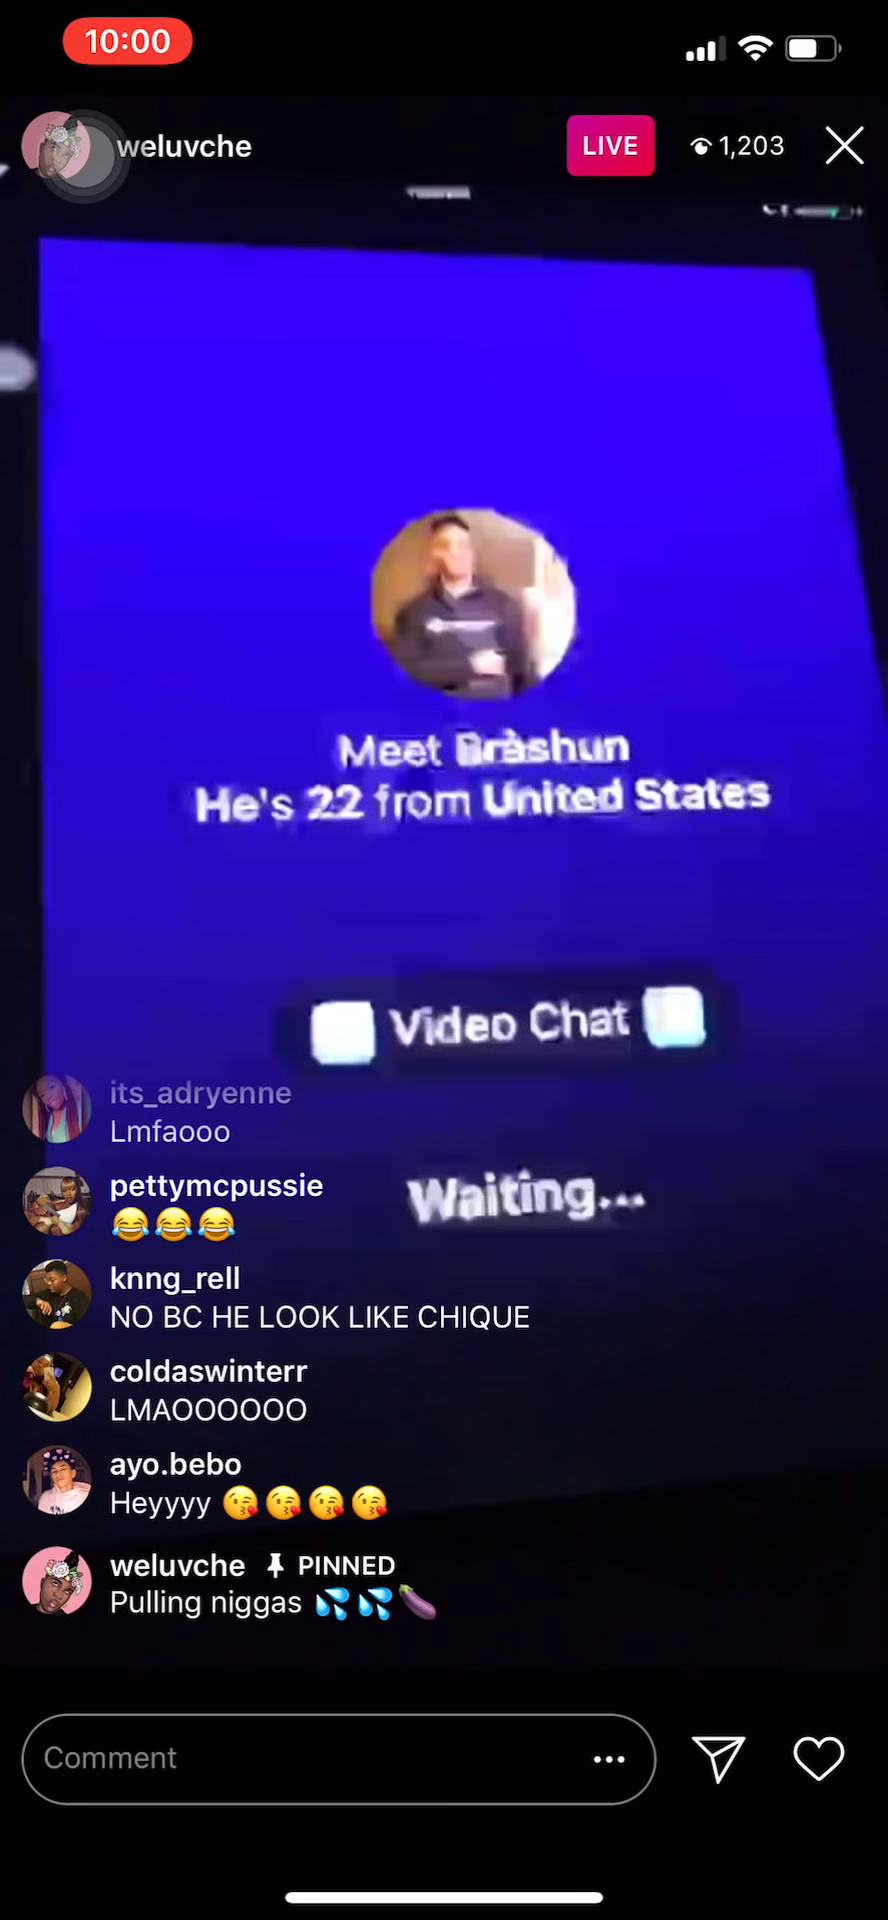 10:00
weluvche
LIVE
1,203
Meet Brashun
He's 22 from United States
Video Chat
its_adryenne
Lmfaooo
Waiting...
pettymcpussie
😂😂😂
knng_rell
NO BC HE LOOK LIKE CHIQUE
coldaswinterr
LMAOOOOOO
ayo.bebo
Heyyyy 😘😘😘😘
weluvche PINNED
Pulling niggas 💦💦🍆
Comment